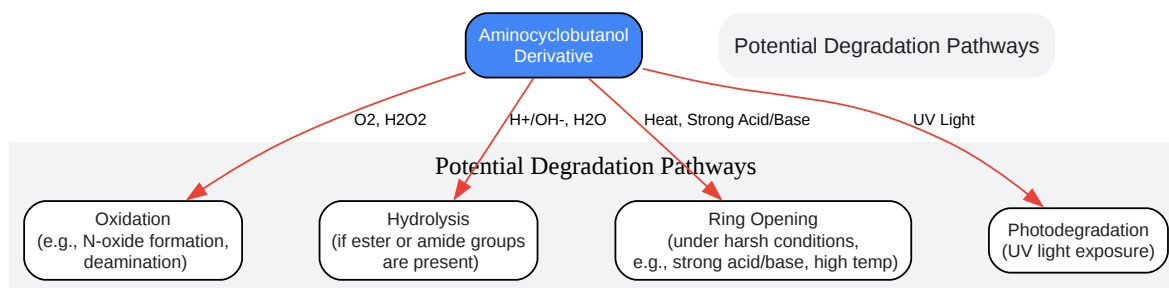 Aminocyclobutanol
Derivative
Potential Degradation Pathways
O2, H2O2
H+/OH-, H2O
Heat, Strong Acid/Base
UV Light
Potential Degradation Pathways
Oxidation
(e.g., N-oxide formation,
deamination)
Hydrolysis
(if ester or amide groups
are present)
Ring Opening
(under harsh conditions,
e.g., strong acid/base, high temp)
Photodegradation
(UV light exposure)